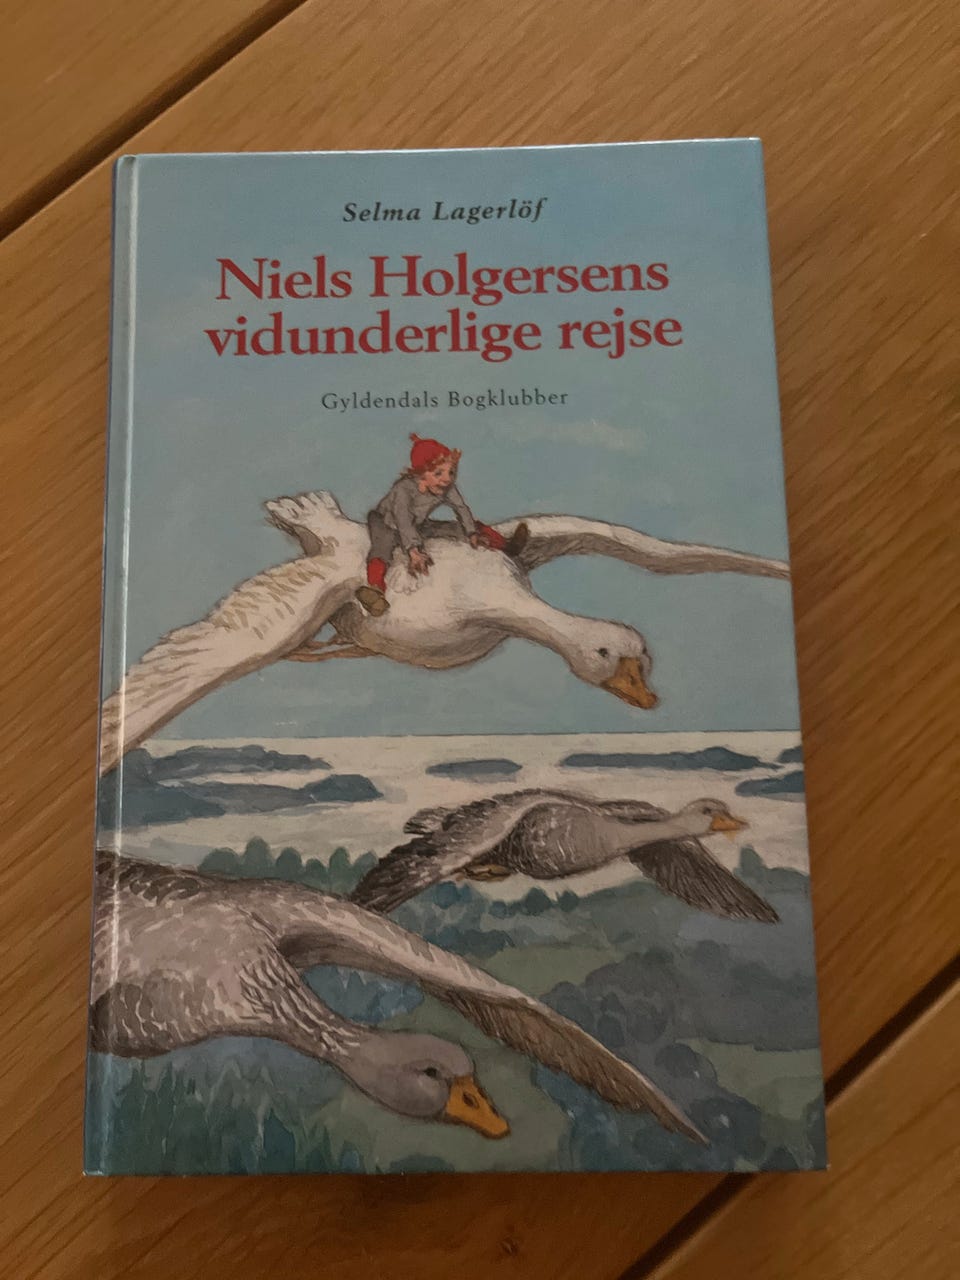 Selma Lagerlöf
Niels Holgersens
vidunderlige rejse
Gyldendals Bogklubber